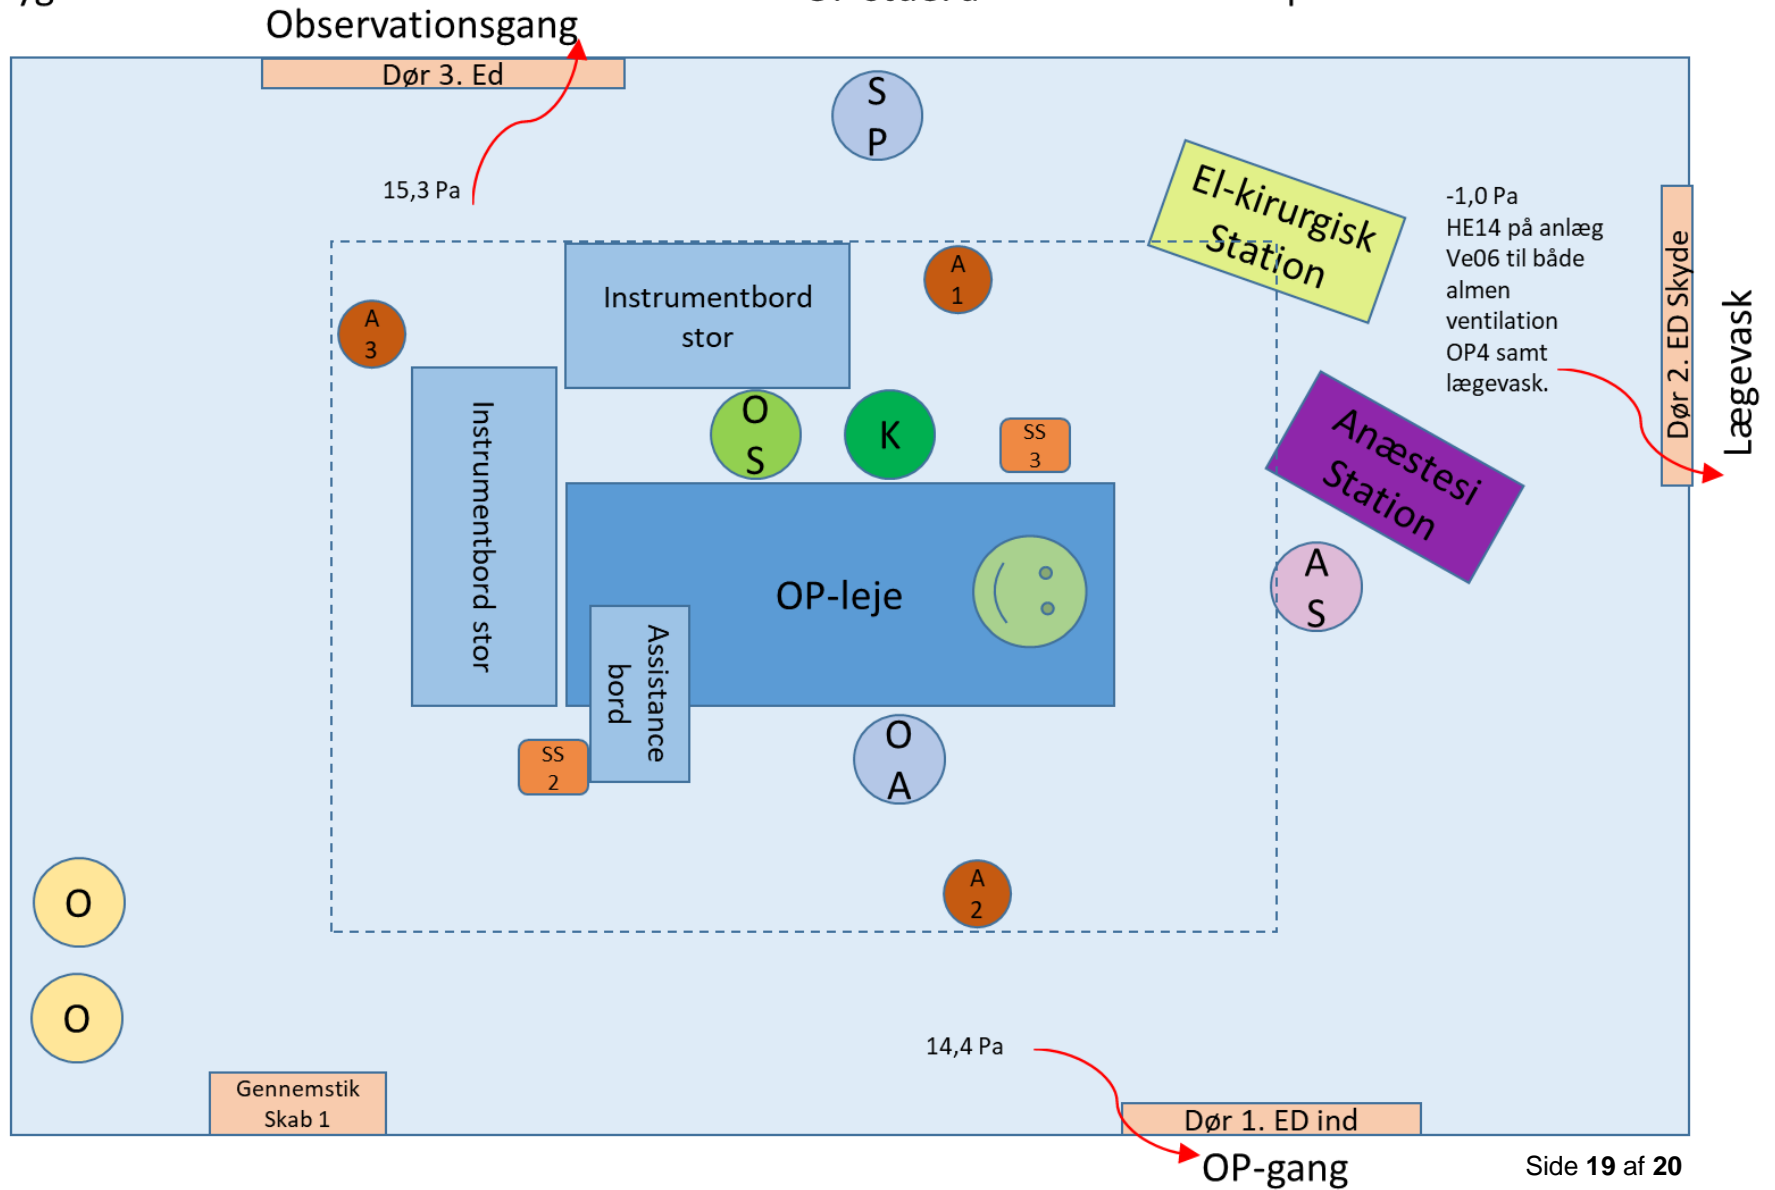 Observationsgang
Dør 3. Ed
S
P
15,3 Pa
El-kirurgisk
Station
-1,0 Pa
HE14 på anlæg
Ve06 til både
almen
ventilation
OP4 samt
lægevask.
Dør 2. ED Skyde
Lægevask
A
1
A
3
Instrumentbord
stor
Instrumentbord stor
O
S
K
SS
3
Anæstesi
Station
A
S
OP-leje
Assistance
bord
SS
2
O
A
A
2
O
O
14,4 Pa
Gennemstik
Skab 1
Dør 1. ED ind
OP-gang
Side 19 af 20